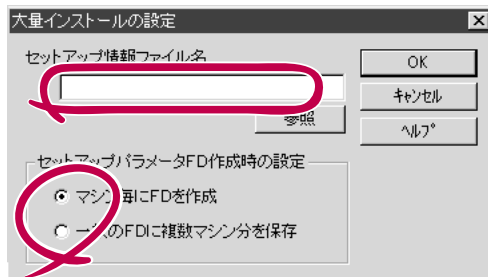 大量インストールの設定
セットアップ情報ファイル名
OK
キャンセル
参照
ヘルプ
セットアップパラメータFD作成時の設定
マシン毎にFDを作成
一枚のFDに複数マシン分を保存